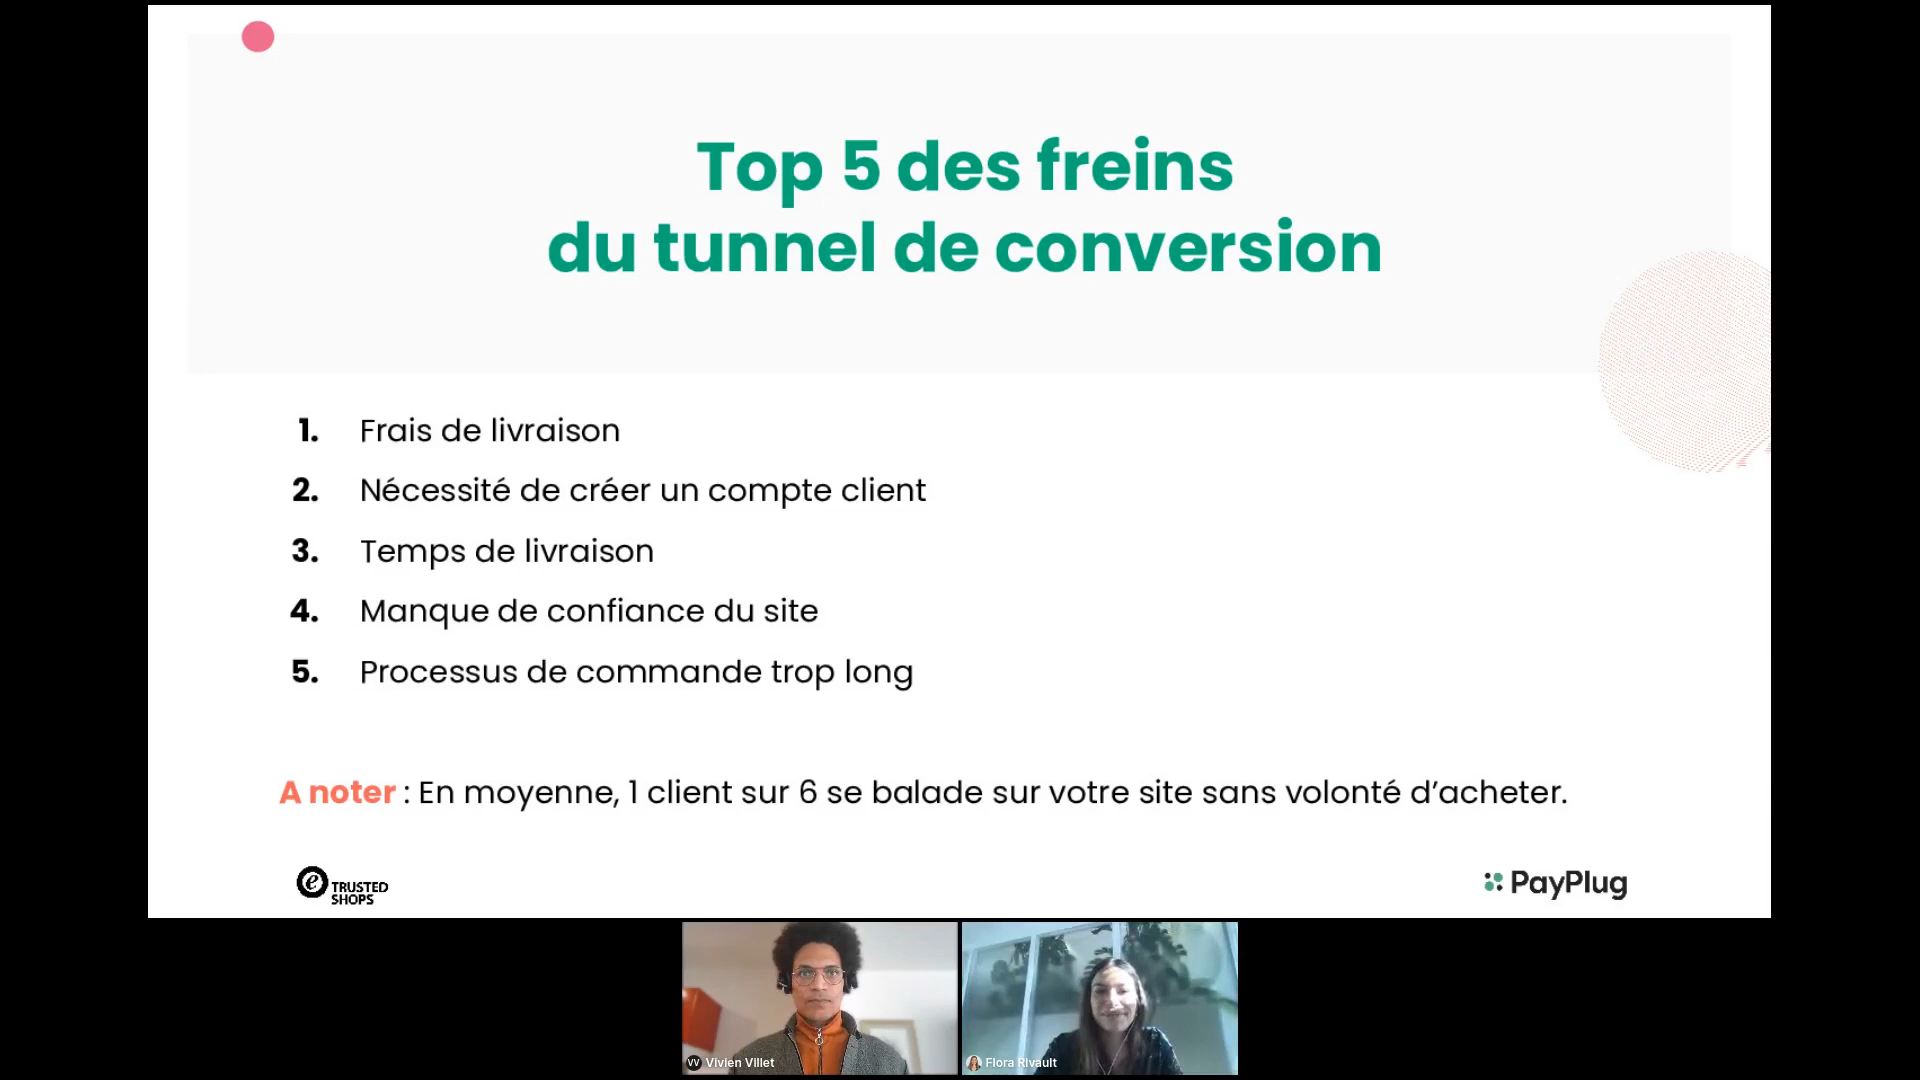 Top 5 des freins
du tunnel de conversion
1. Frais de livraison
2. Nécessité de créer un compte client
3. Temps de livraison
4. Manque de confiance du site
5. Processus de commande trop long
A noter : En moyenne, 1 client sur 6 se balade sur votre site sans volonté d’acheter.
e TRUSTED
SHOPS
PayPlug
VV Vivien Villet
Flora Rivault